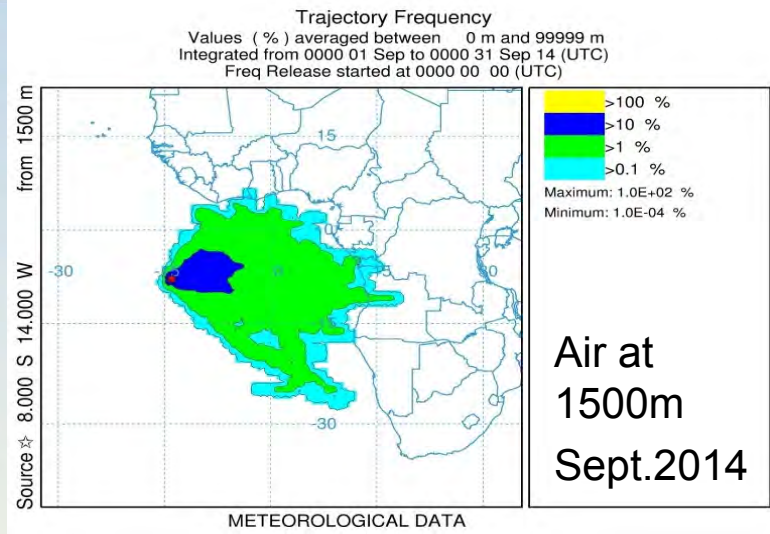 Trajectory Frequency
Values ( % ) averaged between 0 m and 99999 m
Integrated from 0000 01 Sep to 0000 31 Sep 14 (UTC)
Freq Release started at 0000 00 00 (UTC)
Source ☆ 8.000 S 14.000 W from 1500 m
15
0
-30
-15
-30
>100 %
>10 %
>1 %
>0.1 %
Maximum: 1.0E+02 %
Minimum: 1.0E-04 %
Air at
1500m
Sept.2014
METEOROLOGICAL DATA